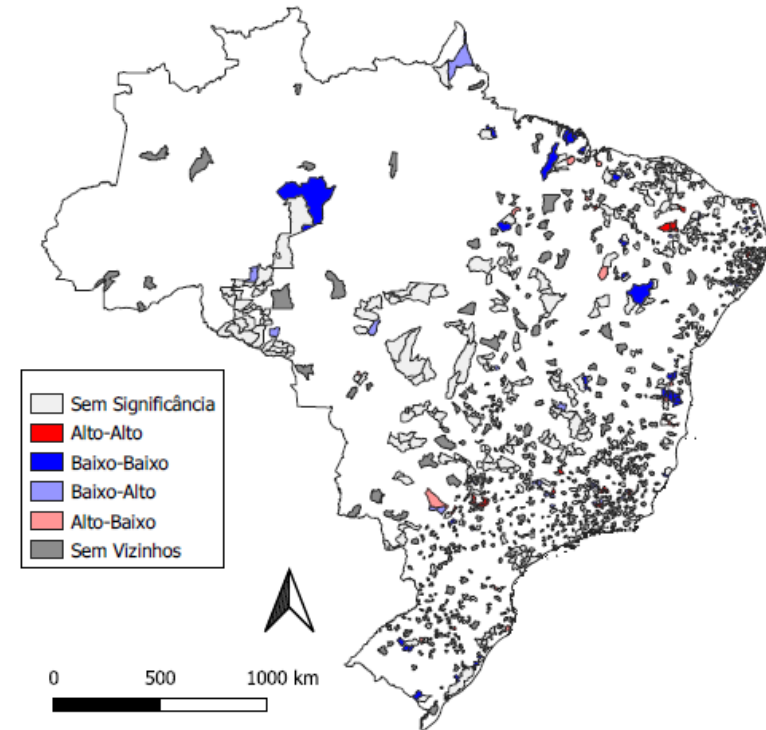 Sem Significância
Alto-Alto
Baixo-Baixo
Baixo-Alto
Alto-Baixo
Sem Vizinhos
0 500 1000 km